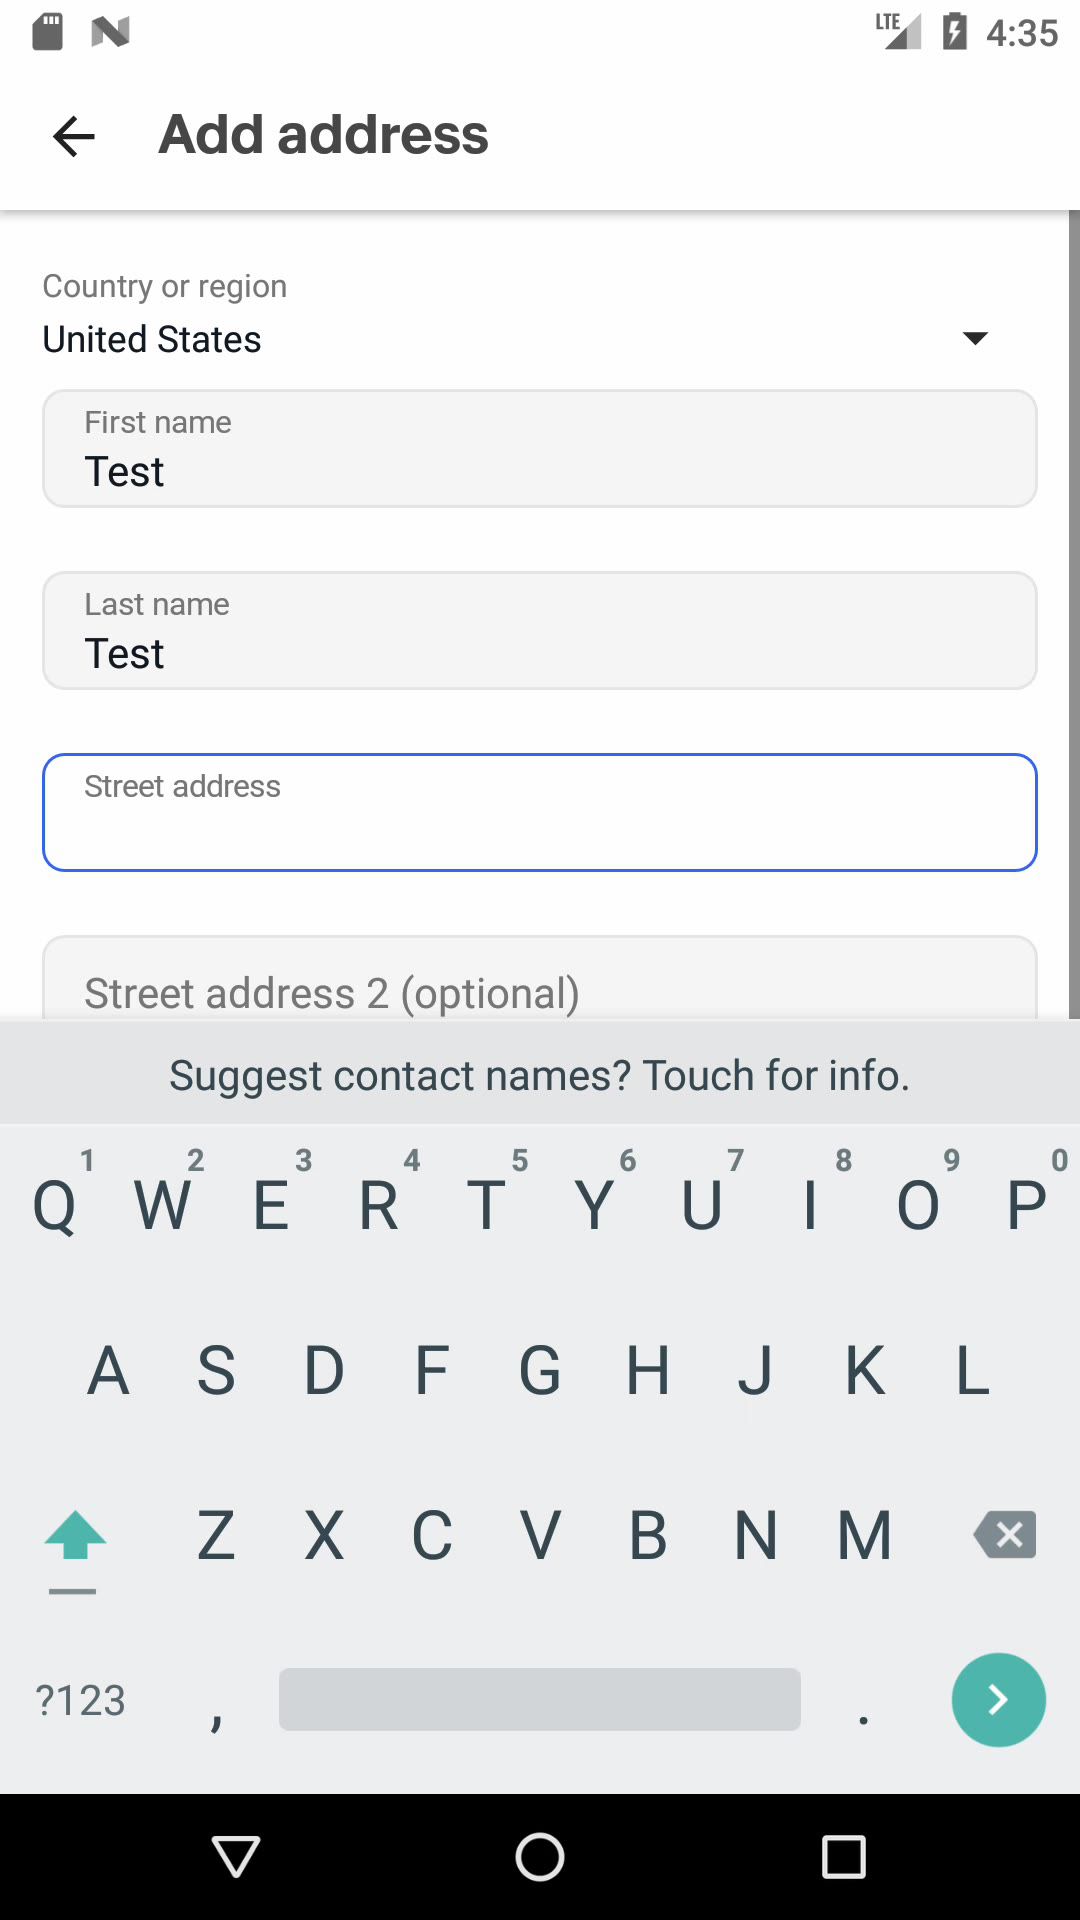 LTE 4:35
Add address
Country or region
United States
First name
Test
Last name
Test
Street address
Street address 2 (optional)
Suggest contact names? Touch for info.
1 2 3 4 5 6 7 8 9 0
Q W E R T Y U I O P
A S D F G H J K L
Z X C V B N M
?123 , .